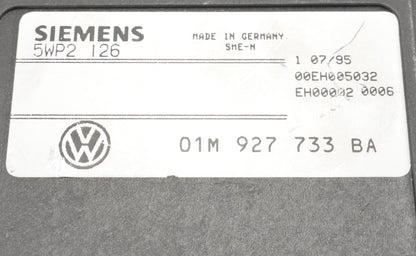 SIEMENS
5WP2 126
MADE IN GERMANY
SME-N
1 07/95
00EH005032
EH00002 0006
01M 927 733 BA